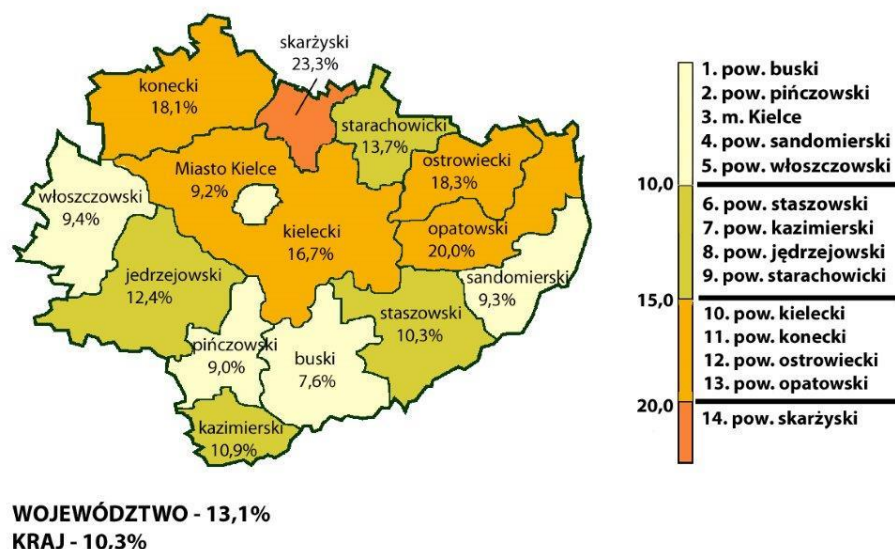 skarżyski
23,3%
konecki
18,1%
starachowicki
13,7%
ostrowiecki
18,3%
Miasto Kielce
9,2%
włoszczowski
9,4%
kielecki
16,7%
opatowski
20,0%
sandomierski
9,3%
jedrzejowski
12,4%
staszowski
10,3%
pińczowski
9,0%
buski
7,6%
kazimierski
10,9%
1. pow. buski
2. pow. pińczowski
3. m. Kielce
4. pow. sandomierski
5. pow. włoszczowski
10,0
6. pow. staszowski
7. pow. kazimierski
8. pow. jędrzejowski
9. pow. starachowicki
15,0
10. pow. kielecki
11. pow. konecki
12. pow. ostrowiecki
13. pow. opatowski
20,0
14. pow. skarżyski
WOJEWÓDZTWO - 13,1%
KRAJ - 10,3%